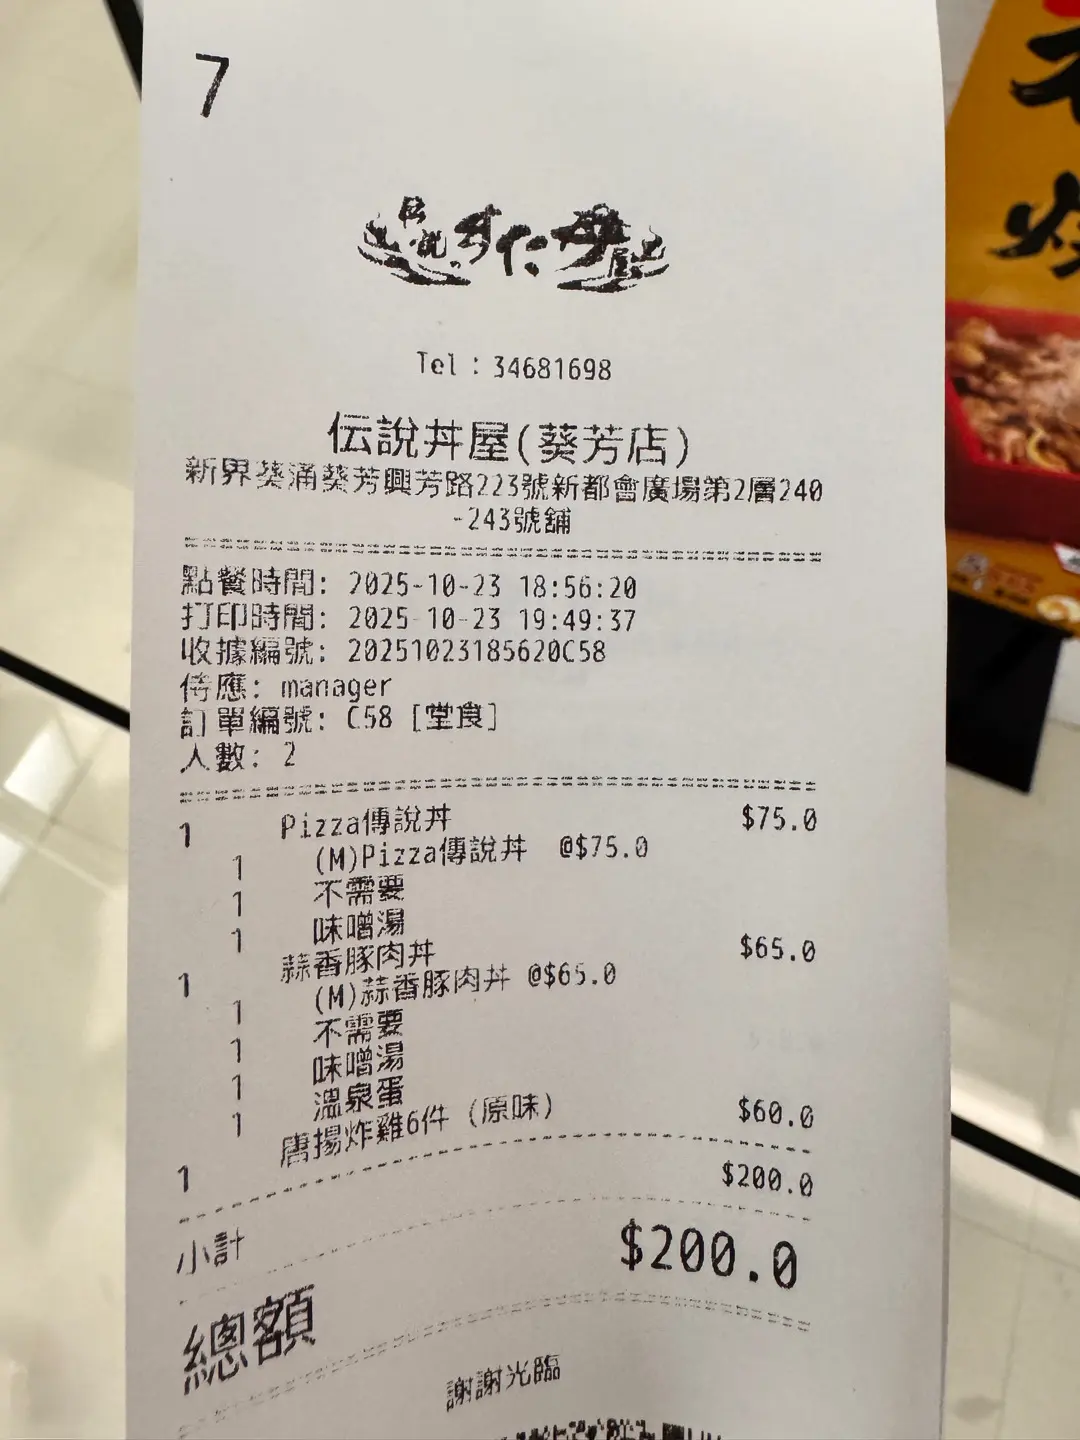 7
伝説すた丼屋
Tel：34681698
伝說丼屋(葵芳店)
新界葵涌葵芳興芳路223號新都會廣場第2層240
-243號舖
點餐時間: 2025-10-23 18:56:20
打印時間: 2025-10-23 19:49:37
收據編號: 20251023185620C58
侍應: manager
訂單編號: C58 [堂食]
人數: 2
1 Pizza傳說丼 $75.0
1 (M)Pizza傳說丼 @$75.0
1 不需要
1 味噌湯
1 蒜香豚肉丼 $65.0
1 (M)蒜香豚肉丼 @$65.0
1 不需要
1 味噌湯
1 溫泉蛋
1 唐揚炸雞6件 (原味) $60.0
小計 $200.0
總額 $200.0
謝謝光臨